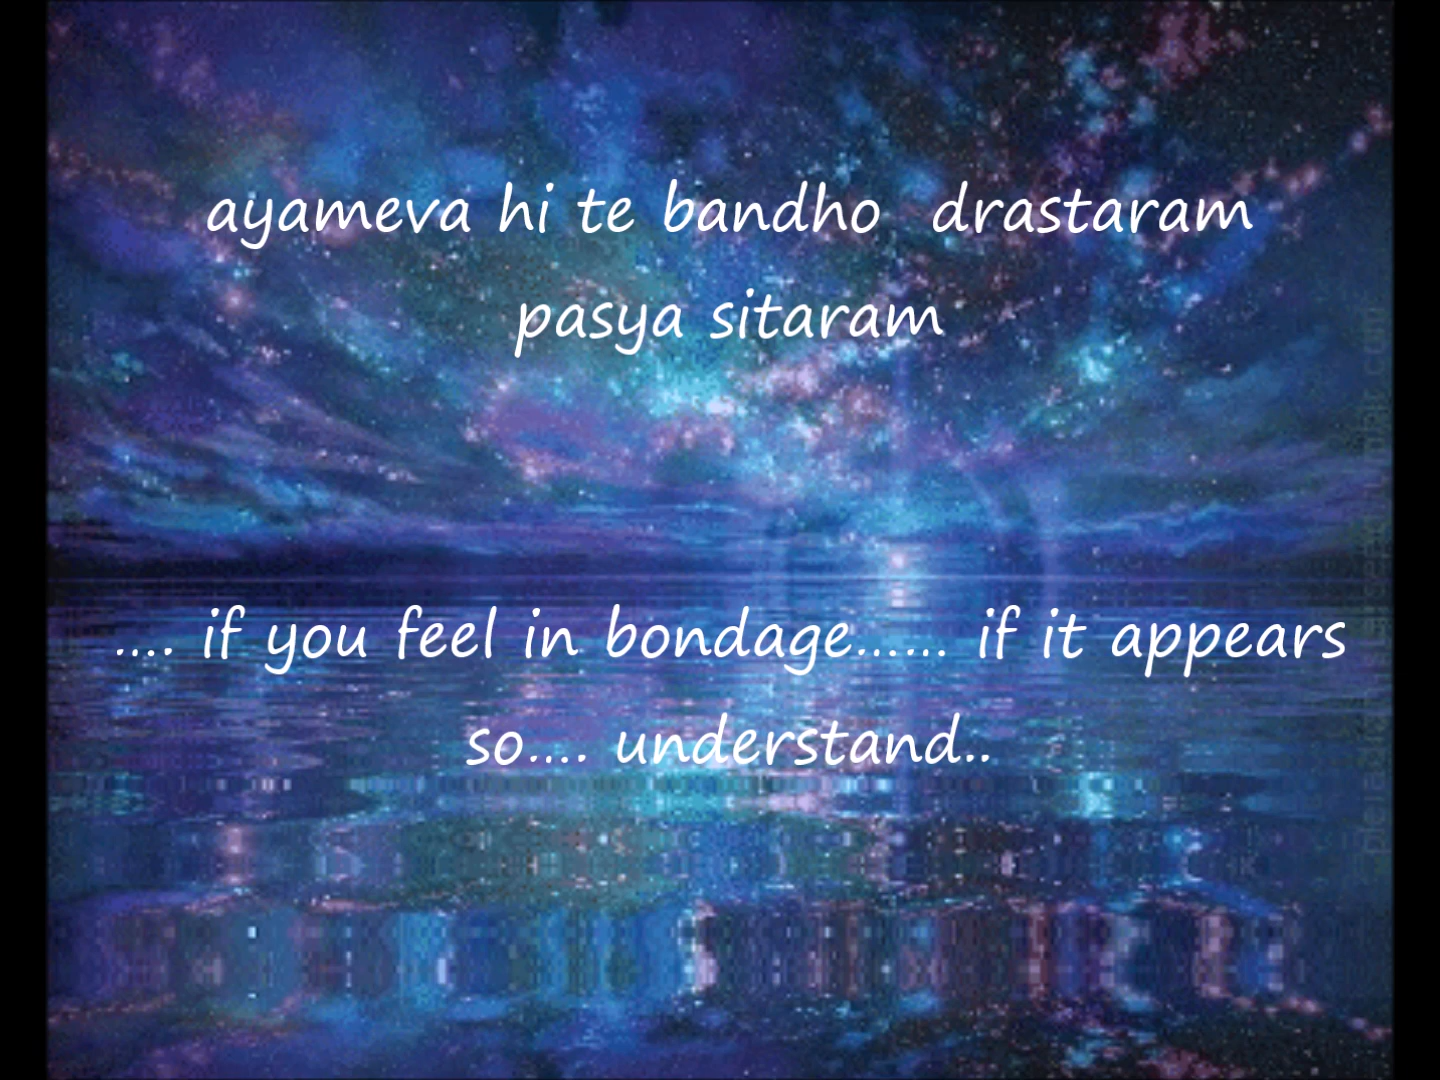 ayameva hi te bandho drastaram
pasya sitaram
.... if you feel in bondage...... if it appears
so.... understand..